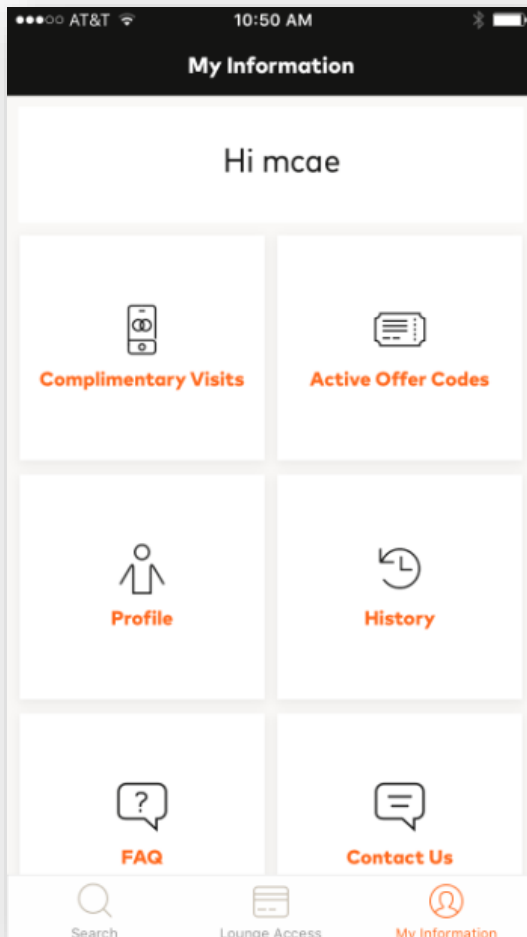 AT&T 10:50 AM
My Information
Hi mcae
Complimentary Visits Active Offer Codes
Profile History
?
FAQ Contact Us
Search Lounge Access My Information